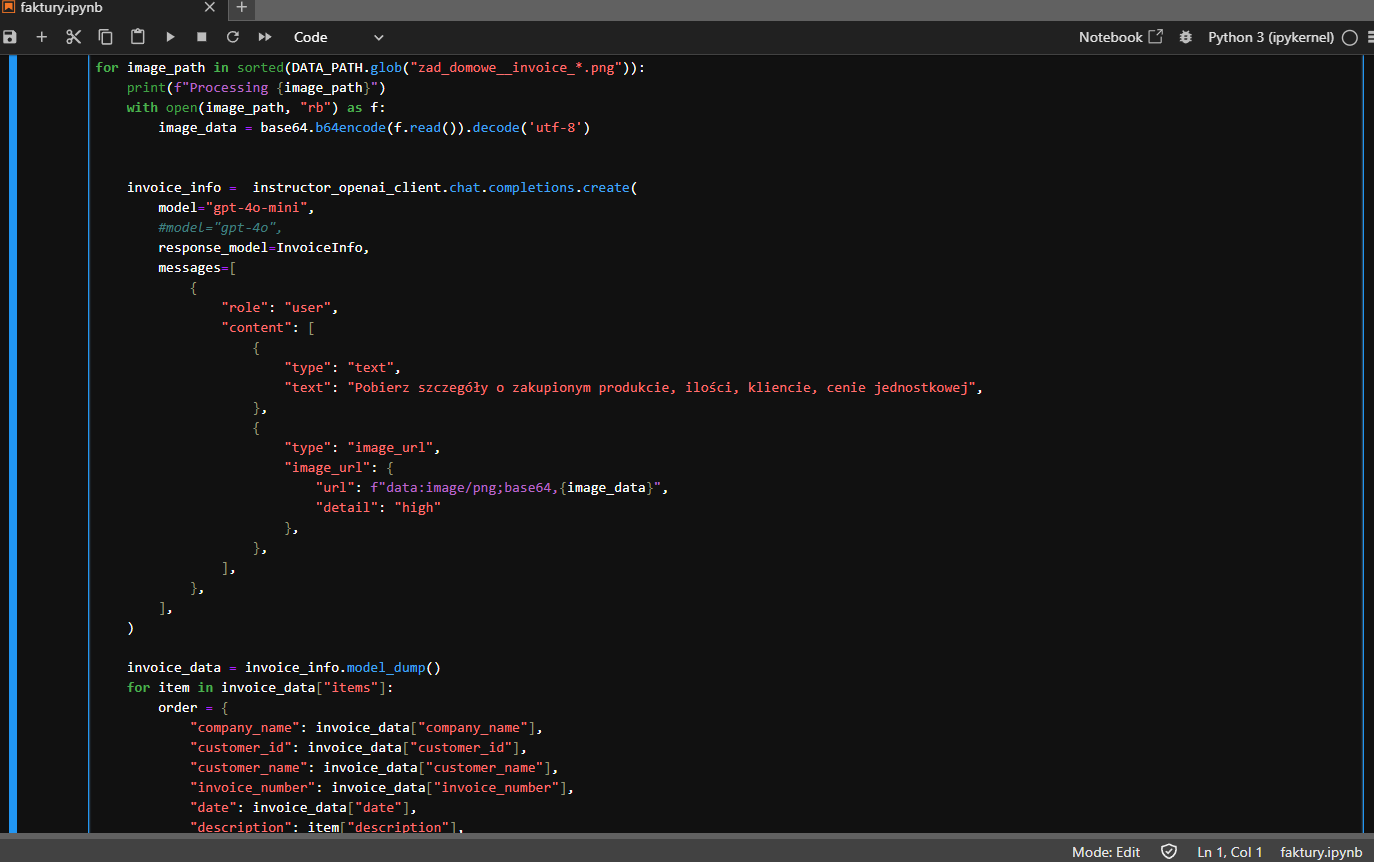 faktury.ipynb
Code
Notebook
Python 3 (ipykernel)
for image_path in sorted(DATA_PATH.glob("zad_domowe__invoice_*.png")):
    print(f"Processing {image_path}")
    with open(image_path, "rb") as f:
        image_data = base64.b64encode(f.read()).decode('utf-8')
    invoice_info =  instructor_openai_client.chat.completions.create(
        model="gpt-4o-mini",
        #model="gpt-4o",
        response_model=InvoiceInfo,
        messages=[
            {
                "role": "user",
                "content": [
                    {
                        "type": "text",
                        "text": "Pobierz szczegóły o zakupionym produkcie, ilości, kliencie, cenie jednostkowej",
                    },
                    {
                        "type": "image_url",
                        "image_url": {
                            "url": f"data:image/png;base64,{image_data}",
                            "detail": "high"
                        },
                    },
                ],
            },
        ],
    )
    invoice_data = invoice_info.model_dump()
    for item in invoice_data["items"]:
        order = {
            "company_name": invoice_data["company_name"],
            "customer_id": invoice_data["customer_id"],
            "customer_name": invoice_data["customer_name"],
            "invoice_number": invoice_data["invoice_number"],
            "date": invoice_data["date"],
            "description": item["description"],
Mode: Edit
Ln 1, Col 1
faktury.ipynb